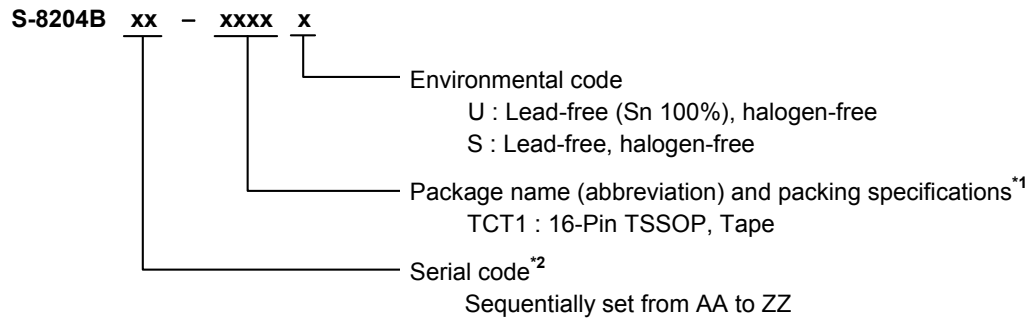 S-8204B xx – xxxx x
Environmental code
U : Lead-free (Sn 100%), halogen-free
S : Lead-free, halogen-free
Package name (abbreviation) and packing specifications*1
TCT1 : 16-Pin TSSOP, Tape
Serial code*2
Sequentially set from AA to ZZ